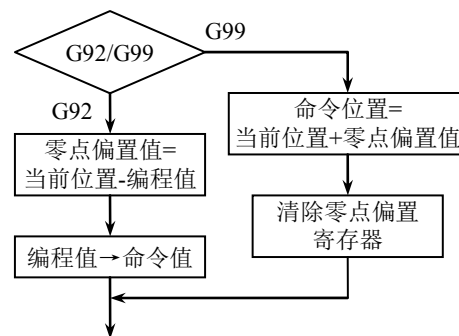 G92/G99
G99
G92
命令位置=
当前位置+零点偏置值
零点偏置值=
当前位置-编程值
清除零点偏置
寄存器
编程值→命令值